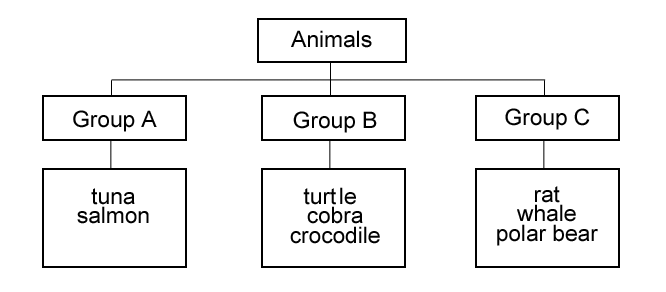 Animals
Group A
Group B
Group C
tuna
salmon
turtle
cobra
crocodile
rat
whale
polar bear